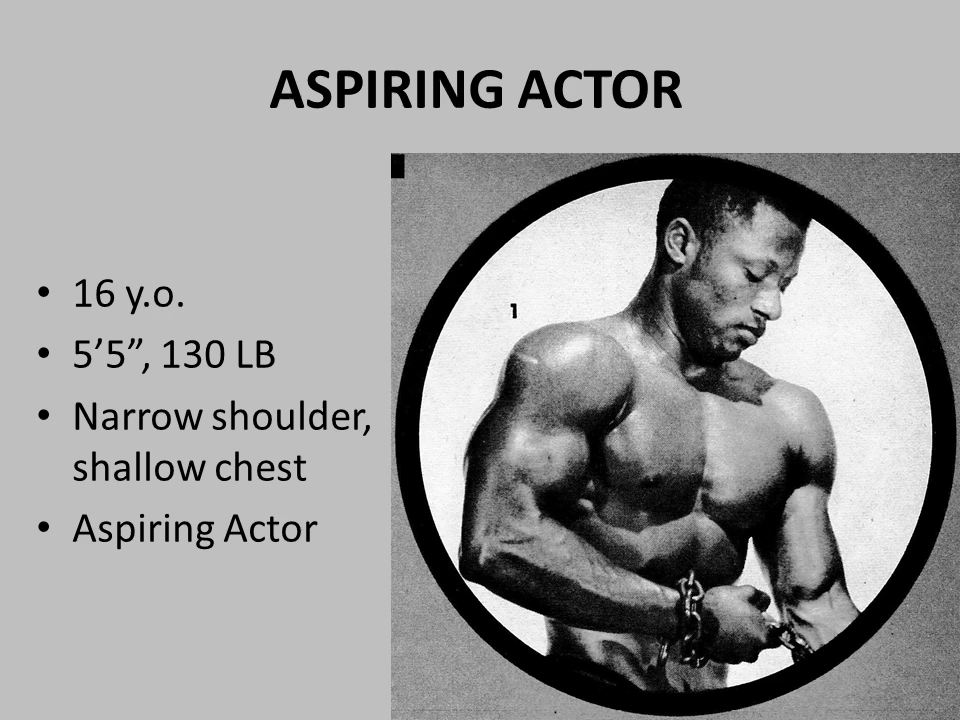 ASPIRING ACTOR
• 16 y.o.
• 5’5”, 130 LB
• Narrow shoulder,
shallow chest
• Aspiring Actor
1